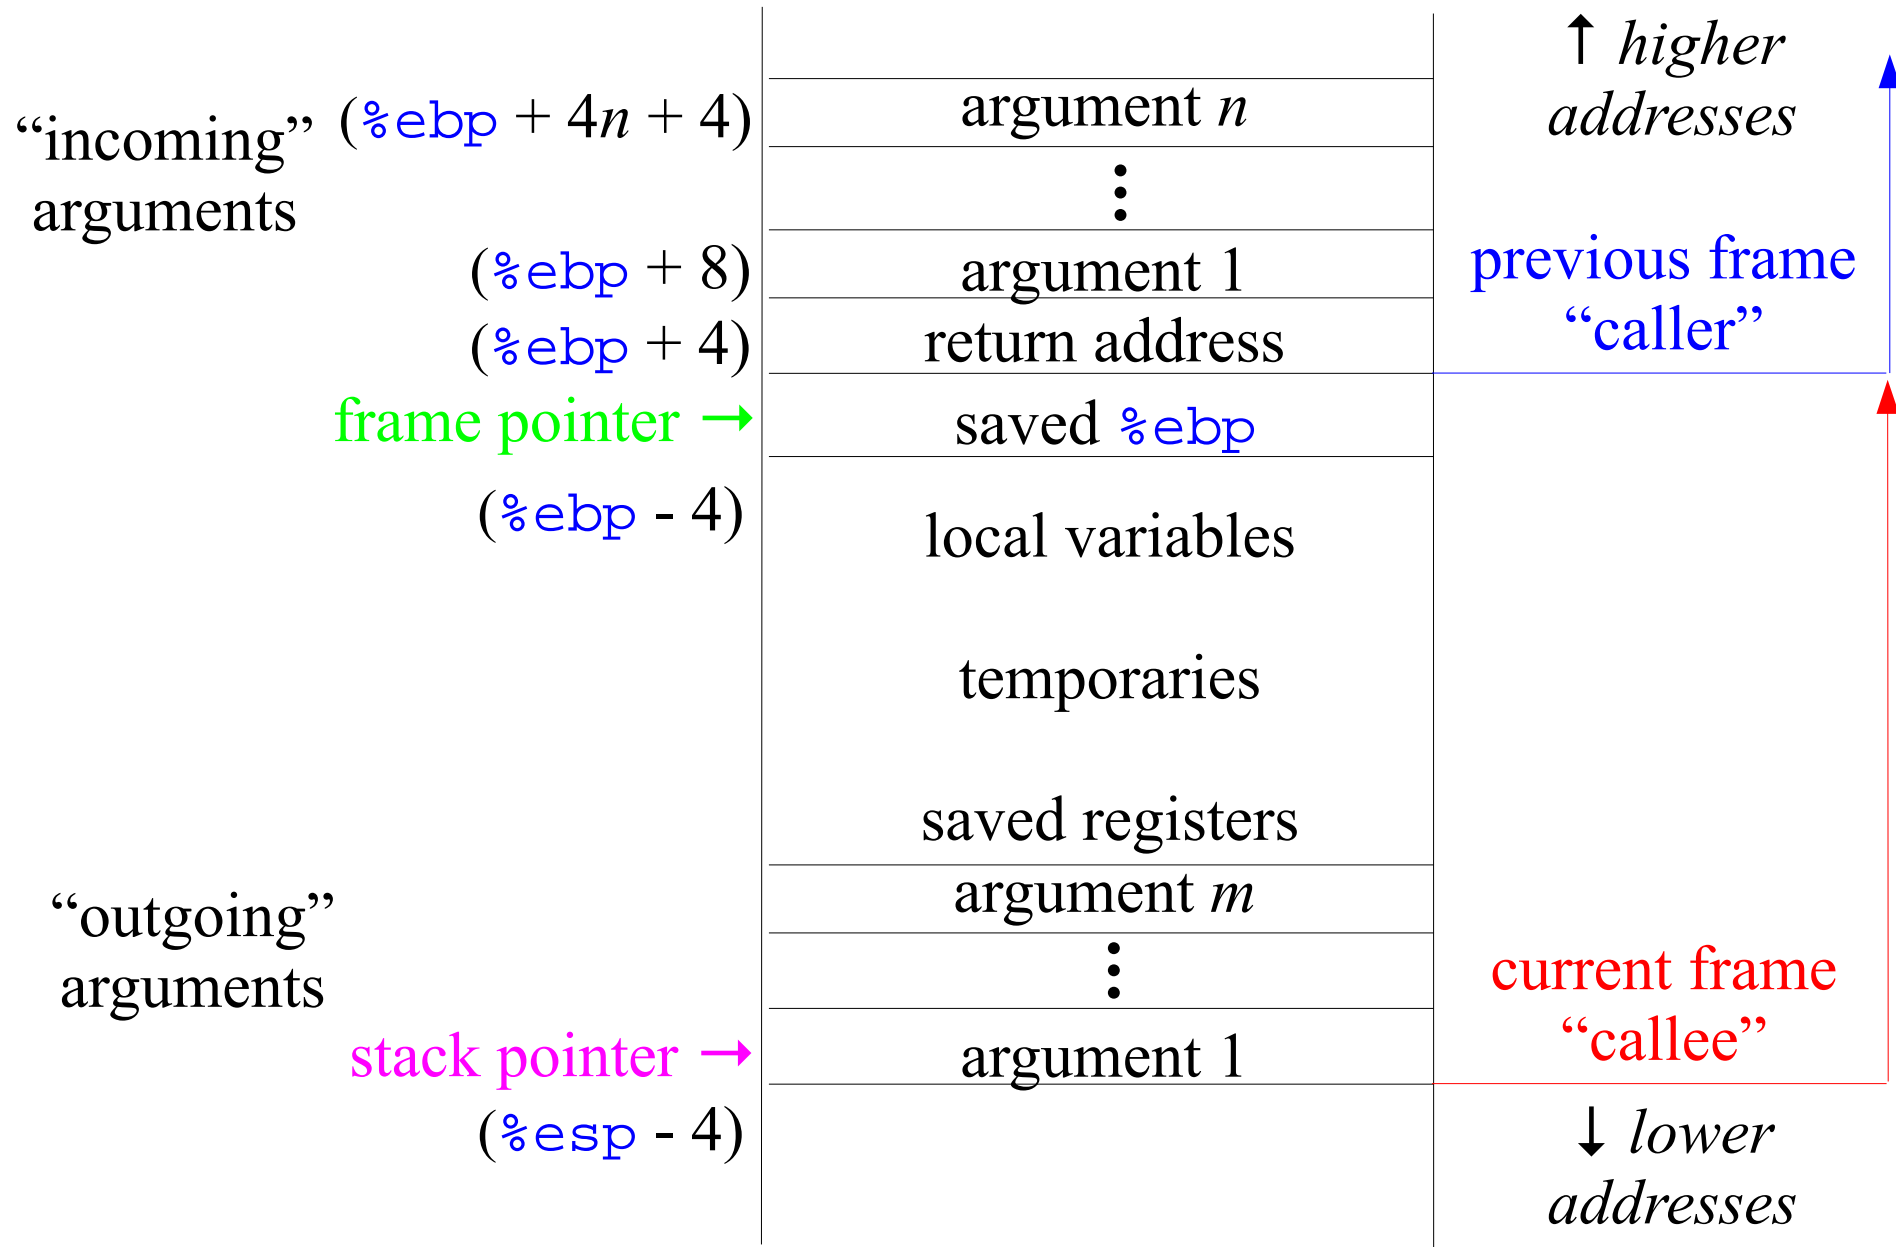 ↑ higher
addresses
“incoming”
arguments
(%ebp + 4n + 4)
argument n
⋮
(%ebp + 8)
argument 1
previous frame
“caller”
(%ebp + 4)
return address
frame pointer →
saved %ebp
(%ebp - 4)
local variables
temporaries
saved registers
“outgoing”
arguments
argument m
⋮
current frame
“callee”
stack pointer →
argument 1
(%esp - 4)
↓ lower
addresses